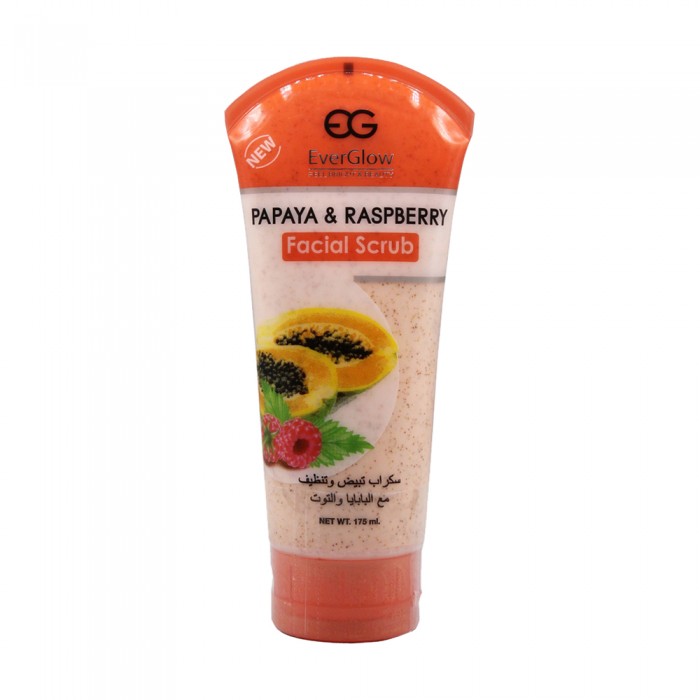 EG
EverGlow
NEW
PAPAYA & RASPBERRY
Facial Scrub
سكراب تبيض وتنظيف
مع البابايا والتوت
NET WT. 175 ml.